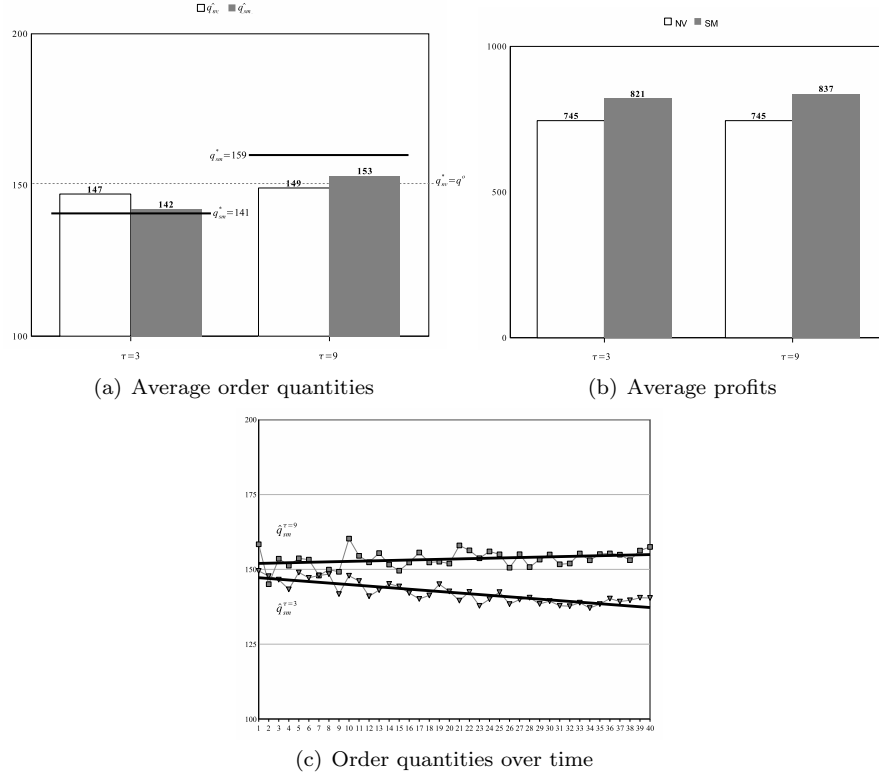 q̂*nv q̂*sm
200
150
100
147
142
149
153
q*sm=159
q*sm=141
q*nv=q°
τ=3
τ=9
(a) Average order quantities
NV SM
1000
500
0
745
821
745
837
τ=3
τ=9
(b) Average profits
200
175
150
125
100
q̂ τ=9 sm
q̂ τ=3 sm
1 2 3 4 5 6 7 8 9 10 11 12 13 14 15 16 17 18 19 20 21 22 23 24 25 26 27 28 29 30 31 32 33 34 35 36 37 38 39 40
(c) Order quantities over time